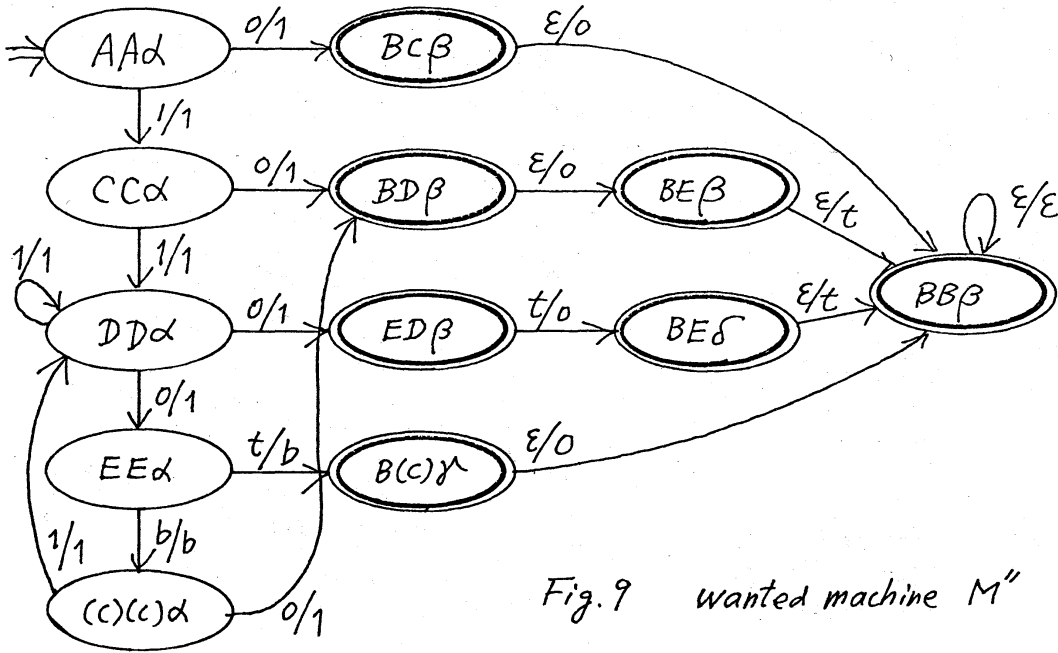 AAα 0/1 BCβ ε/0
1/1
CCα 0/1 BDβ ε/0 BEβ ε/t ε/ε
1/1 1/1 BBβ
DDα 0/1 EDβ t/0 BEδ ε/t
0/1
EEα t/b B(C)γ ε/0
1/1 b/b
(C)(C)α 0/1
Fig. 9 wanted machine M"